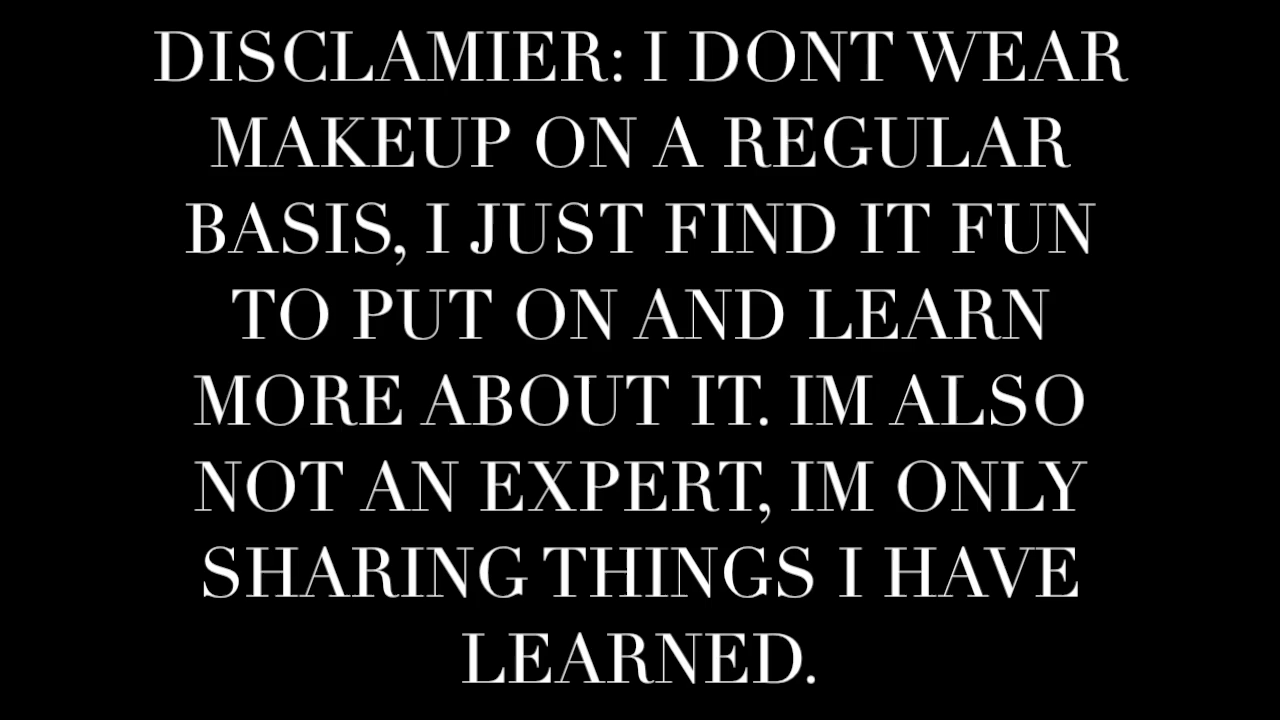 DISCLAMIER: I DONT WEAR
MAKEUP ON A REGULAR
BASIS, I JUST FIND IT FUN
TO PUT ON AND LEARN
MORE ABOUT IT. IM ALSO
NOT AN EXPERT, IM ONLY
SHARING THINGS I HAVE
LEARNED.